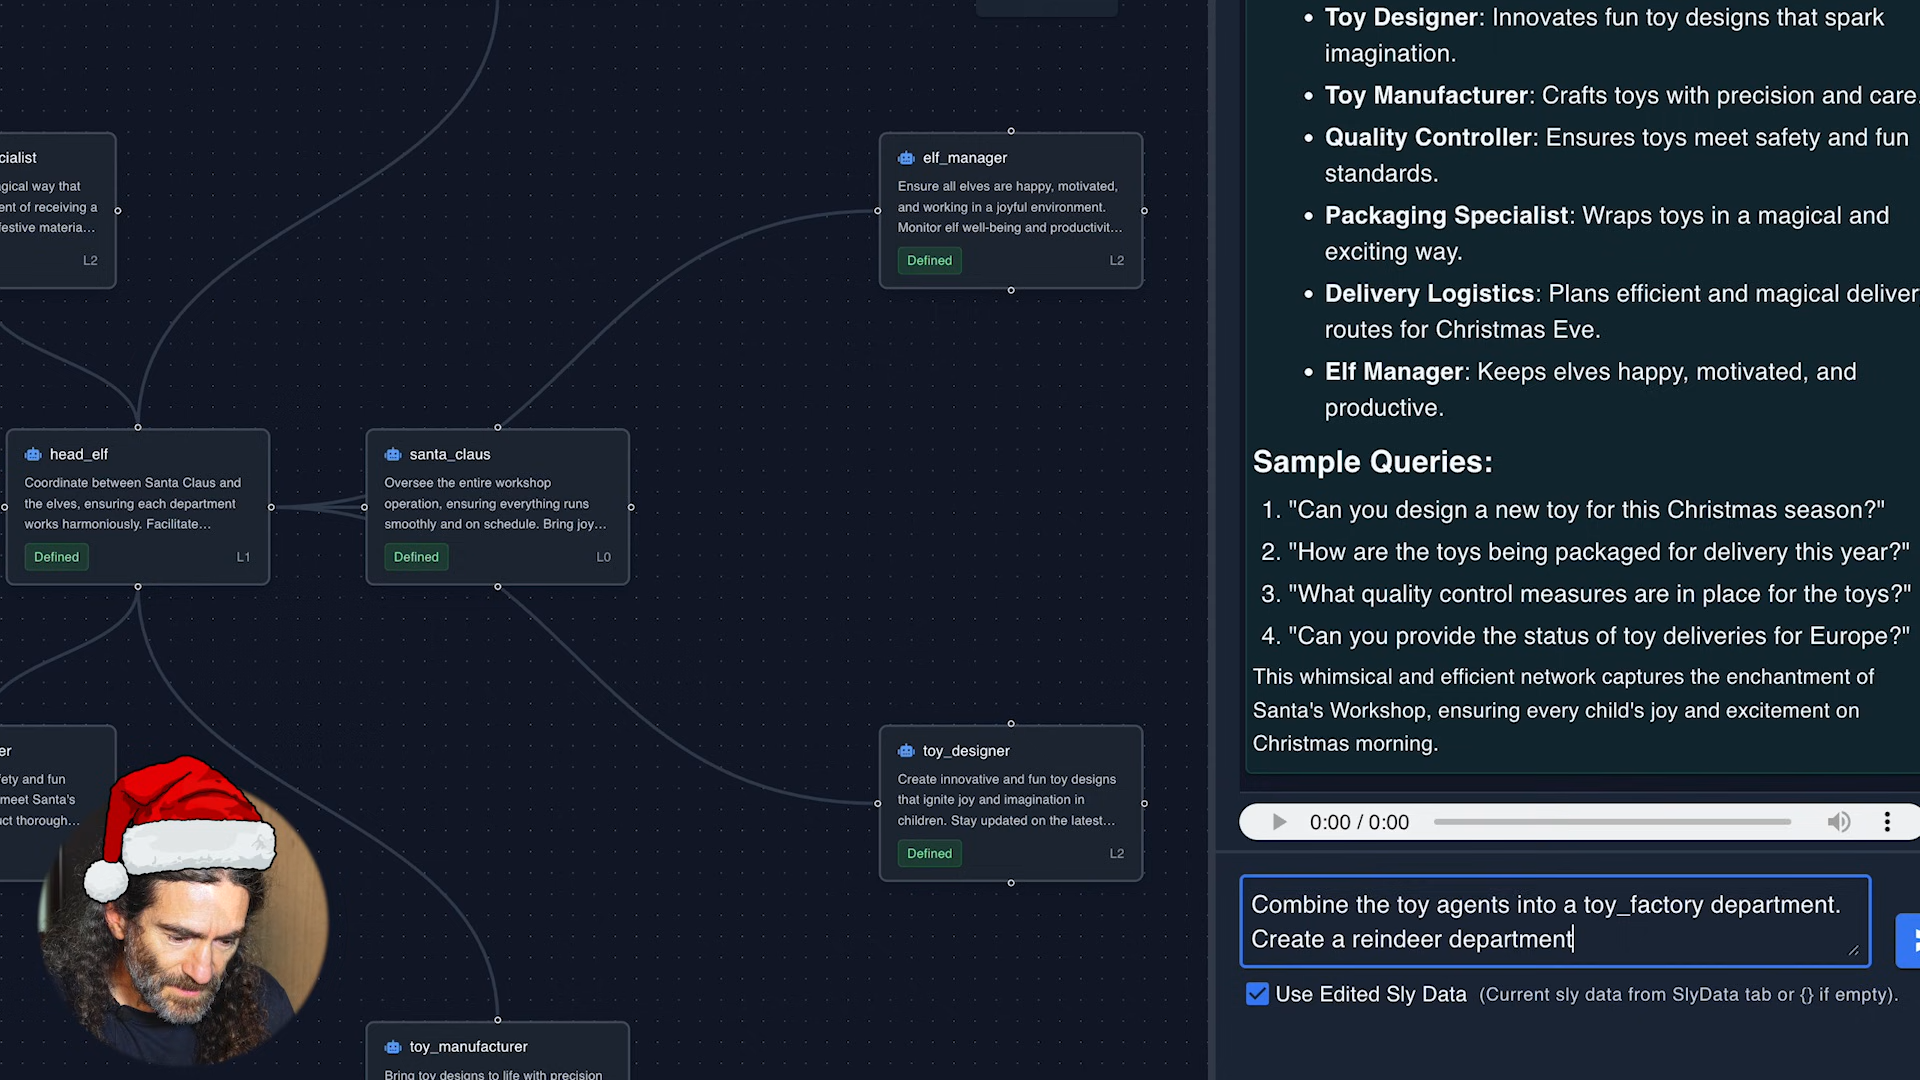 cialist
agical way that
ent of receiving a
festive materia...
L2
elf_manager
Ensure all elves are happy, motivated,
and working in a joyful environment.
Monitor elf well-being and productivit...
Defined
L2
head_elf
Coordinate between Santa Claus and
the elves, ensuring each department
works harmoniously. Facilitate...
Defined
L1
santa_claus
Oversee the entire workshop
operation, ensuring everything runs
smoothly and on schedule. Bring joy...
Defined
L0
er
fety and fun
meet Santa's
uct thorough...
toy_designer
Create innovative and fun toy designs
that ignite joy and imagination in
children. Stay updated on the latest...
Defined
L2
toy_manufacturer
Bring toy designs to life with precision
• Toy Designer: Innovates fun toy designs that spark
imagination.
• Toy Manufacturer: Crafts toys with precision and care.
• Quality Controller: Ensures toys meet safety and fun
standards.
• Packaging Specialist: Wraps toys in a magical and
exciting way.
• Delivery Logistics: Plans efficient and magical deliver
routes for Christmas Eve.
• Elf Manager: Keeps elves happy, motivated, and
productive.
Sample Queries:
1. "Can you design a new toy for this Christmas season?"
2. "How are the toys being packaged for delivery this year?"
3. "What quality control measures are in place for the toys?"
4. "Can you provide the status of toy deliveries for Europe?"
This whimsical and efficient network captures the enchantment of
Santa's Workshop, ensuring every child's joy and excitement on
Christmas morning.
0:00 / 0:00
Combine the toy agents into a toy_factory department.
Create a reindeer department
Use Edited Sly Data (Current sly data from SlyData tab or {} if empty).